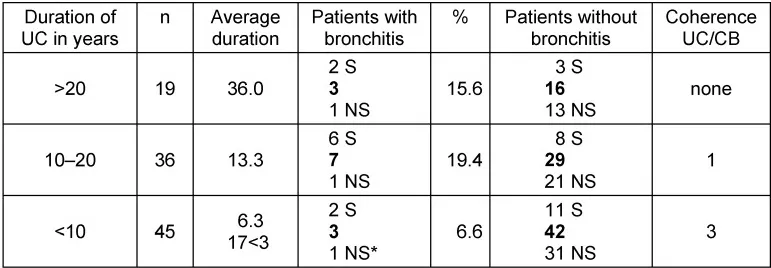 Duration of UC in years n Average duration Patients with bronchitis % Patients without bronchitis Coherence UC/CB
>20 19 36.0 2 S 3 1 NS 15.6 3 S 16 13 NS none
10–20 36 13.3 6 S 7 1 NS 19.4 8 S 29 21 NS 1
<10 45 6.3 17<3 2 S 3 1 NS* 6.6 11 S 42 31 NS 3